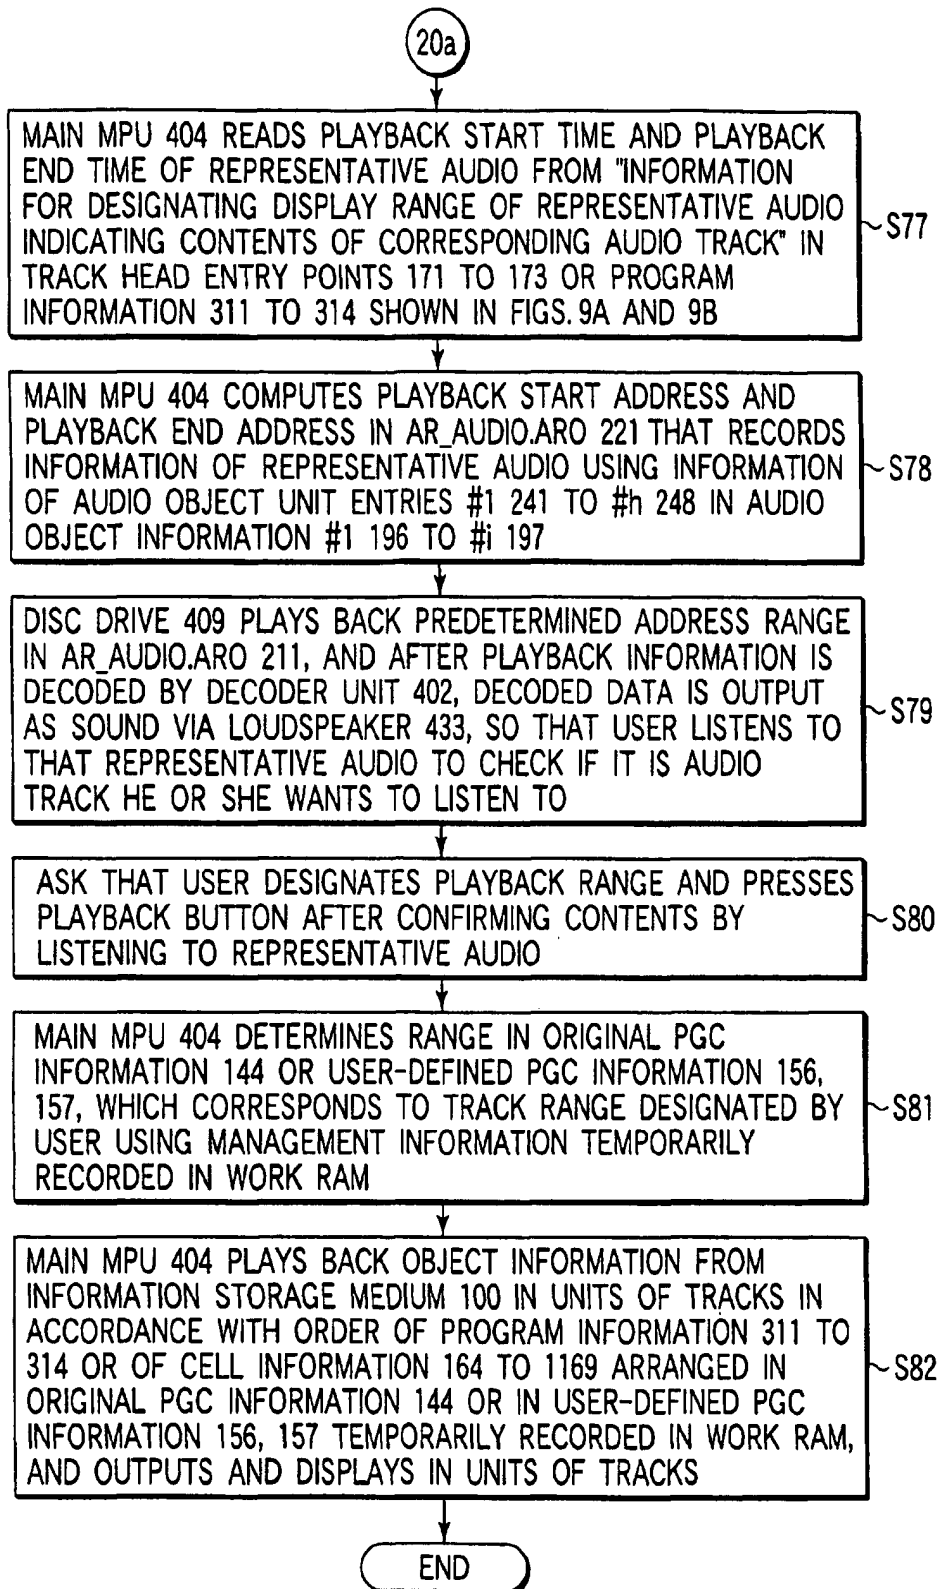 20a
MAIN MPU 404 READS PLAYBACK START TIME AND PLAYBACK
END TIME OF REPRESENTATIVE AUDIO FROM "INFORMATION
FOR DESIGNATING DISPLAY RANGE OF REPRESENTATIVE AUDIO
INDICATING CONTENTS OF CORRESPONDING AUDIO TRACK" IN
TRACK HEAD ENTRY POINTS 171 TO 173 OR PROGRAM
INFORMATION 311 TO 314 SHOWN IN FIGS. 9A AND 9B
S77
MAIN MPU 404 COMPUTES PLAYBACK START ADDRESS AND
PLAYBACK END ADDRESS IN AR_AUDIO.ARO 221 THAT RECORDS
INFORMATION OF REPRESENTATIVE AUDIO USING INFORMATION
OF AUDIO OBJECT UNIT ENTRIES #1 241 TO #h 248 IN AUDIO
OBJECT INFORMATION #1 196 TO #i 197
S78
DISC DRIVE 409 PLAYS BACK PREDETERMINED ADDRESS RANGE
IN AR_AUDIO.ARO 211, AND AFTER PLAYBACK INFORMATION IS
DECODED BY DECODER UNIT 402, DECODED DATA IS OUTPUT
AS SOUND VIA LOUDSPEAKER 433, SO THAT USER LISTENS TO
THAT REPRESENTATIVE AUDIO TO CHECK IF IT IS AUDIO
TRACK HE OR SHE WANTS TO LISTEN TO
S79
ASK THAT USER DESIGNATES PLAYBACK RANGE AND PRESSES
PLAYBACK BUTTON AFTER CONFIRMING CONTENTS BY
LISTENING TO REPRESENTATIVE AUDIO
S80
MAIN MPU 404 DETERMINES RANGE IN ORIGINAL PGC
INFORMATION 144 OR USER-DEFINED PGC INFORMATION 156,
157, WHICH CORRESPONDS TO TRACK RANGE DESIGNATED BY
USER USING MANAGEMENT INFORMATION TEMPORARILY
RECORDED IN WORK RAM
S81
MAIN MPU 404 PLAYS BACK OBJECT INFORMATION FROM
INFORMATION STORAGE MEDIUM 100 IN UNITS OF TRACKS IN
ACCORDANCE WITH ORDER OF PROGRAM INFORMATION 311 TO
314 OR OF CELL INFORMATION 164 TO 1169 ARRANGED IN
ORIGINAL PGC INFORMATION 144 OR IN USER-DEFINED PGC
INFORMATION 156, 157 TEMPORARILY RECORDED IN WORK RAM,
AND OUTPUTS AND DISPLAYS IN UNITS OF TRACKS
S82
END